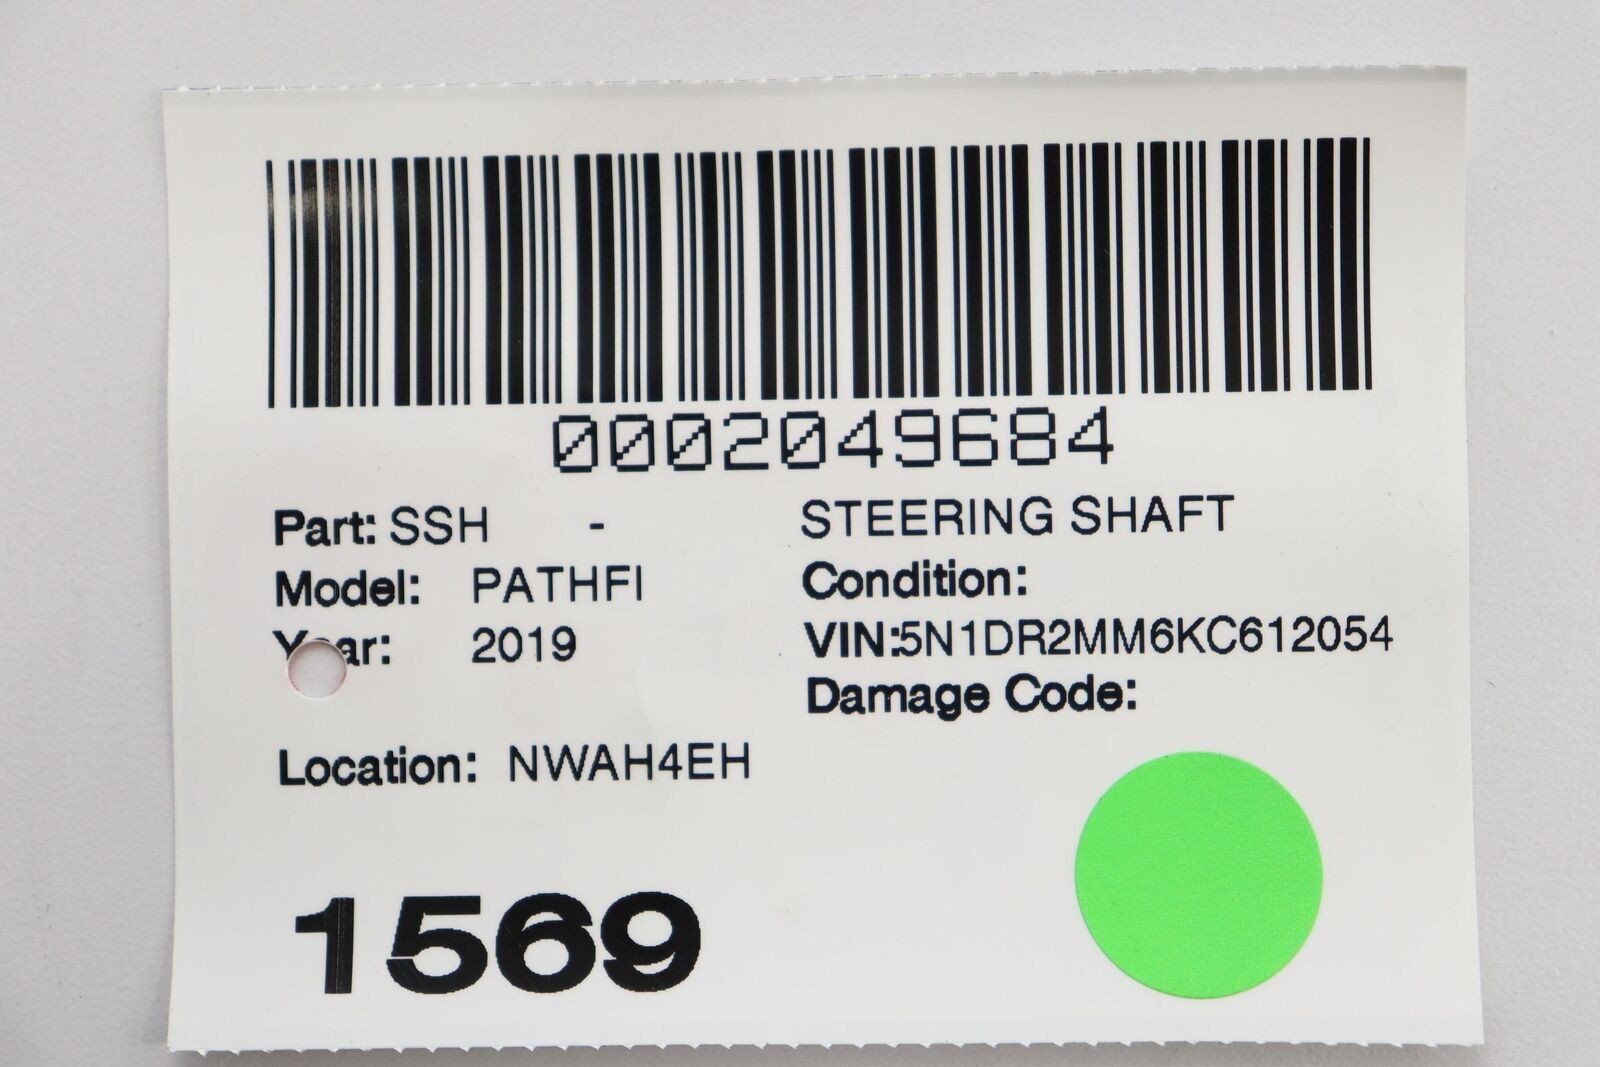 0002049684
Part: SSH - STEERING SHAFT
Model: PATHFI Condition:
Year: 2019 VIN:5N1DR2MM6KC612054
Damage Code:
Location: NWAH4EH
1569